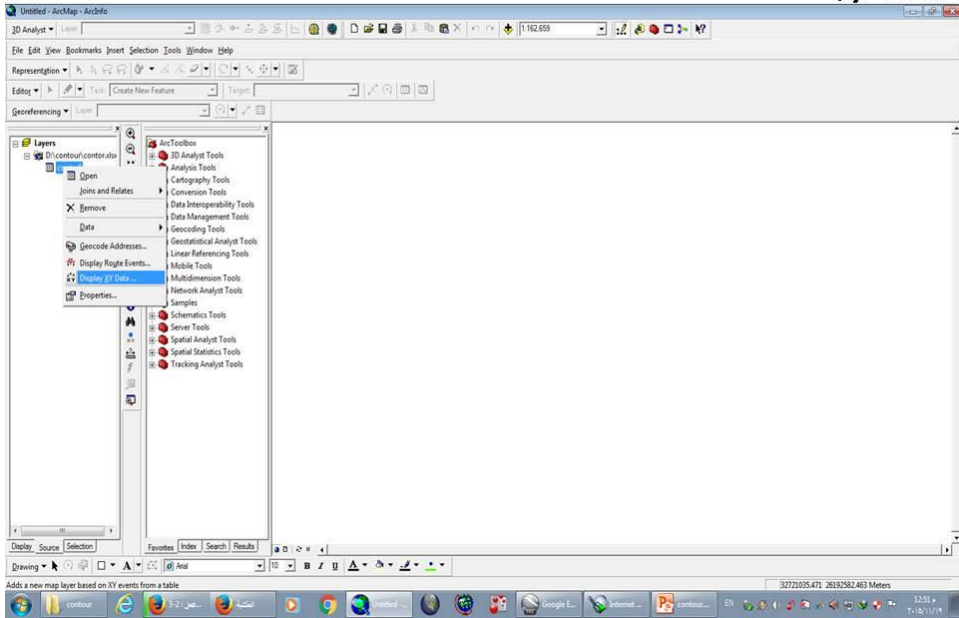 Untitled - ArcMap - ArcInfo
3D Analyst Layer: 1:162,659
File Edit View Bookmarks Insert Selection Tools Window Help
Representation
Editor Task: Create New Feature Target:
Georeferencing Layer:
Layers
D:\contour\contor.xlsx
Open
Joins and Relates
Remove
Data
Geocode Addresses...
Display Route Events...
Display XY Data ...
Properties...
ArcToolbox
3D Analyst Tools
Analysis Tools
Cartography Tools
Conversion Tools
Data Interoperability Tools
Data Management Tools
Geocoding Tools
Geostatistical Analyst Tools
Linear Referencing Tools
Mobile Tools
Multidimension Tools
Network Analyst Tools
Samples
Schematics Tools
Server Tools
Spatial Analyst Tools
Spatial Statistics Tools
Tracking Analyst Tools
Display Source Selection
Favorites Index Search Results
Drawing A Arial 10 B I U A
Adds a new map layer based on XY events from a table 32721035.471 26192582.463 Meters
contour Untitled -... Google E... Internet ... contour.... EN 12:51 م
٢٠١٥/١١/١٩